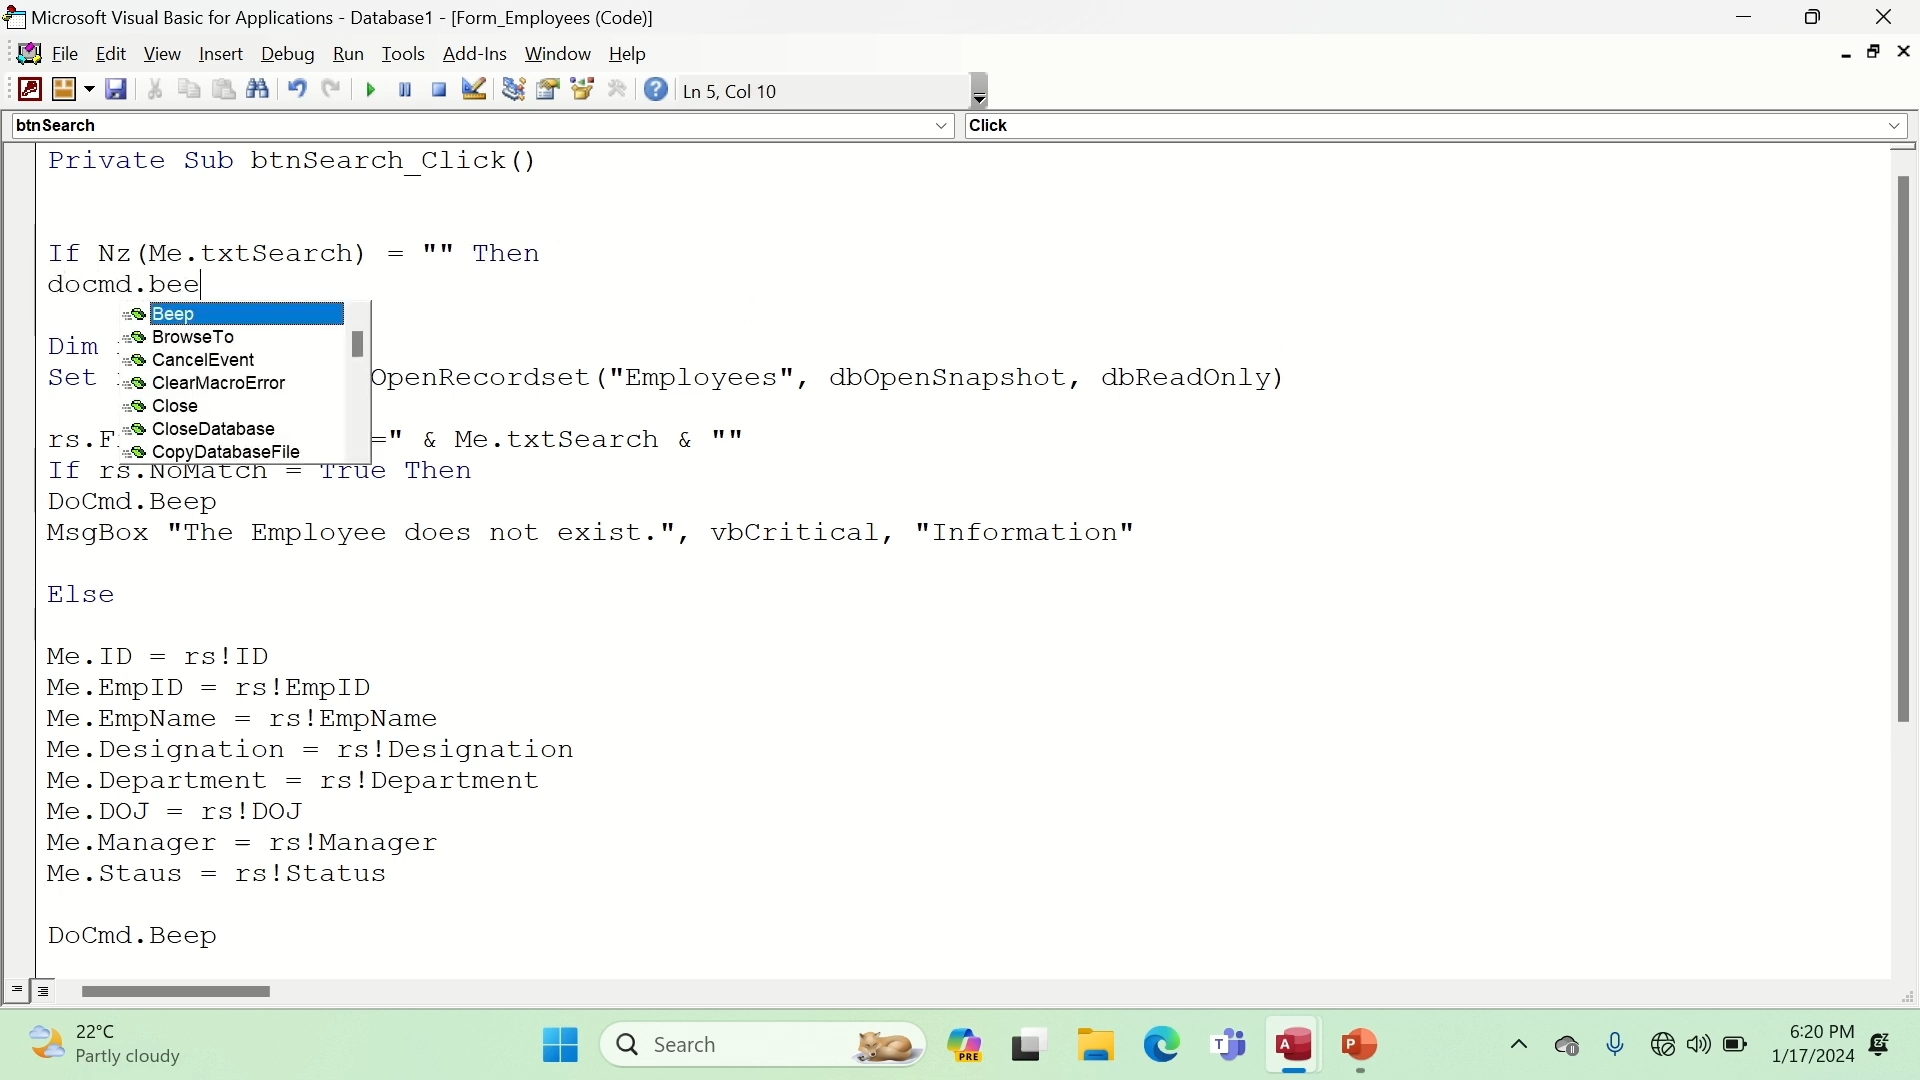 Microsoft Visual Basic for Applications - Database1 - [Form_Employees (Code)]
File Edit View Insert Debug Run Tools Add-Ins Window Help
Ln 5, Col 10
btnSearch Click
Private Sub btnSearch_Click()
If Nz(Me.txtSearch) = "" Then
docmd.bee
Beep
BrowseTo
CancelEvent
ClearMacroError
Close
CloseDatabase
CopyDatabaseFile
Dim
Set OpenRecordset("Employees", dbOpenSnapshot, dbReadOnly)
rs.F =" & Me.txtSearch & ""
If rs.NoMatch = True Then
DoCmd.Beep
MsgBox "The Employee does not exist.", vbCritical, "Information"
Else
Me.ID = rs!ID
Me.EmpID = rs!EmpID
Me.EmpName = rs!EmpName
Me.Designation = rs!Designation
Me.Department = rs!Department
Me.DOJ = rs!DOJ
Me.Manager = rs!Manager
Me.Staus = rs!Status
DoCmd.Beep
22°C
Partly cloudy
Search
PRE
6:20 PM
1/17/2024